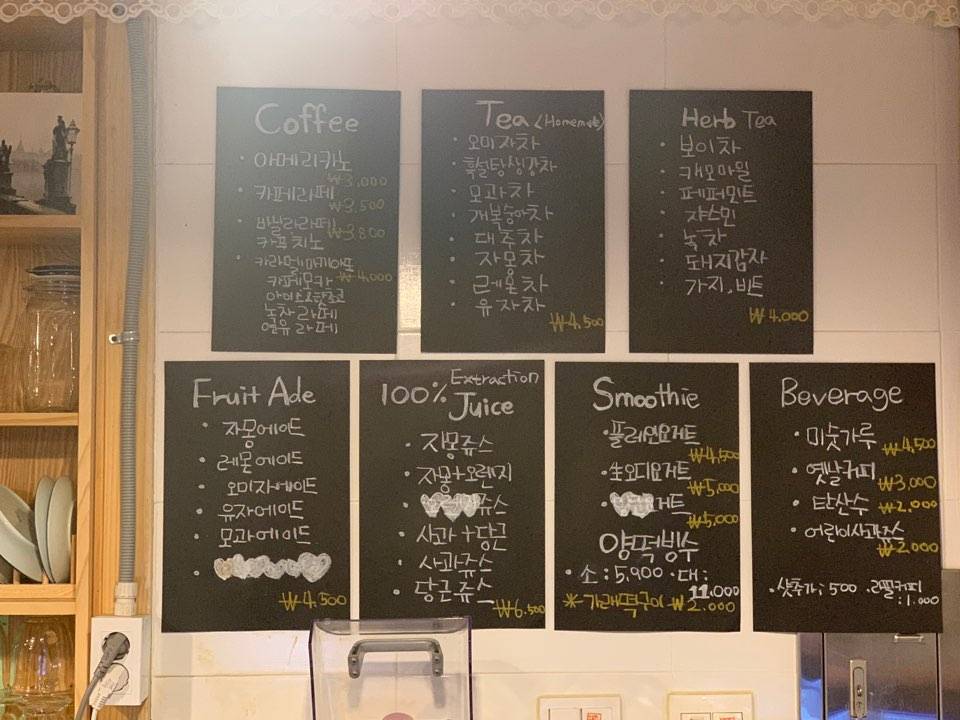 Coffee
· 아메리카노
₩3,000
· 카페라떼
₩3,500
· 바닐라라떼
₩3,800
카푸치노
· 카라멜마끼아또
₩4,000
카페모카
아이스 핫초코
녹차라떼
연유라떼
Tea (Homemade)
· 오미자차
· 흑설탕생강차
· 모과차
· 개복숭아차
· 대추차
· 자몽차
· 레몬차
· 유자차
₩4,500
Herb Tea
· 보이차
· 캐모마일
· 페퍼민트
· 쟈스민
· 녹차
· 돼지감자
· 가지, 비트
₩4,000
Fruit Ade
· 자몽에이드
· 레몬에이드
· 오미자에이드
· 유자에이드
· 모과에이드
₩4,500
100% Extraction
Juice
· 자몽쥬스
· 자몽+오렌지
쥬스
· 사과+당근
· 사과쥬스
· 당근쥬스
₩6,500
Smoothie
· 플레인요거트
₩4,500
· 生오디요거트
₩5,000
요거트
₩5,000
양떡빙수
· 소:5,900 · 대:
11,000
* 가래떡구이 ₩2,000
Beverage
· 미숫가루
₩4,500
· 옛날커피
₩3,000
· 탄산수
₩2,000
· 어린이사과쥬스
₩2,000
· 샷추가:500 · 리필커피
:1,000